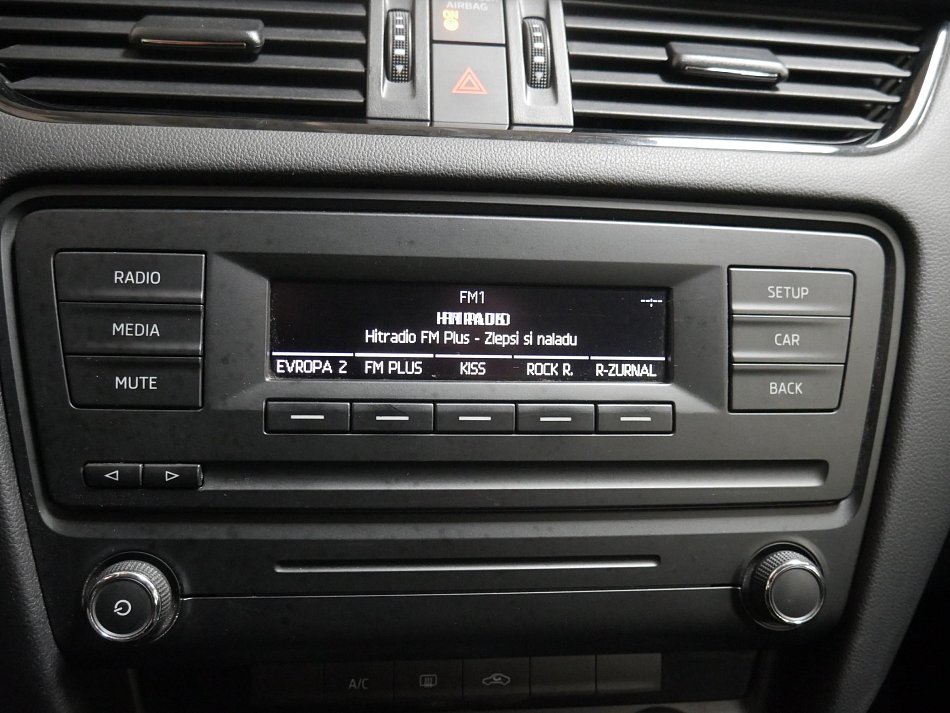 AIRBAG
RADIO
MEDIA
MUTE
FM1
--:--
Hitradio FM Plus - Zlepsi si naladu
EVROPA 2 FM PLUS KISS ROCK R. R-ZURNAL
SETUP
CAR
BACK
A/C